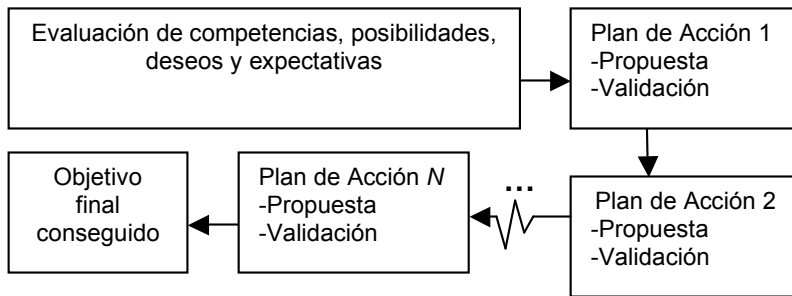 Evaluación de competencias, posibilidades,
deseos y expectativas
Plan de Acción 1
-Propuesta
-Validación
Plan de Acción 2
-Propuesta
-Validación
...
Plan de Acción N
-Propuesta
-Validación
Objetivo
final
conseguido